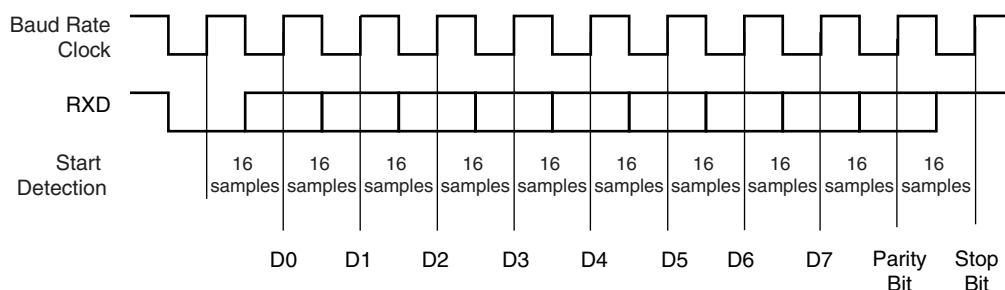 Baud Rate
Clock
RXD
Start
Detection
16 16 16 16 16 16 16 16 16 16
samples samples samples samples samples samples samples samples samples samples
D0 D1 D2 D3 D4 D5 D6 D7 Parity Stop
Bit Bit